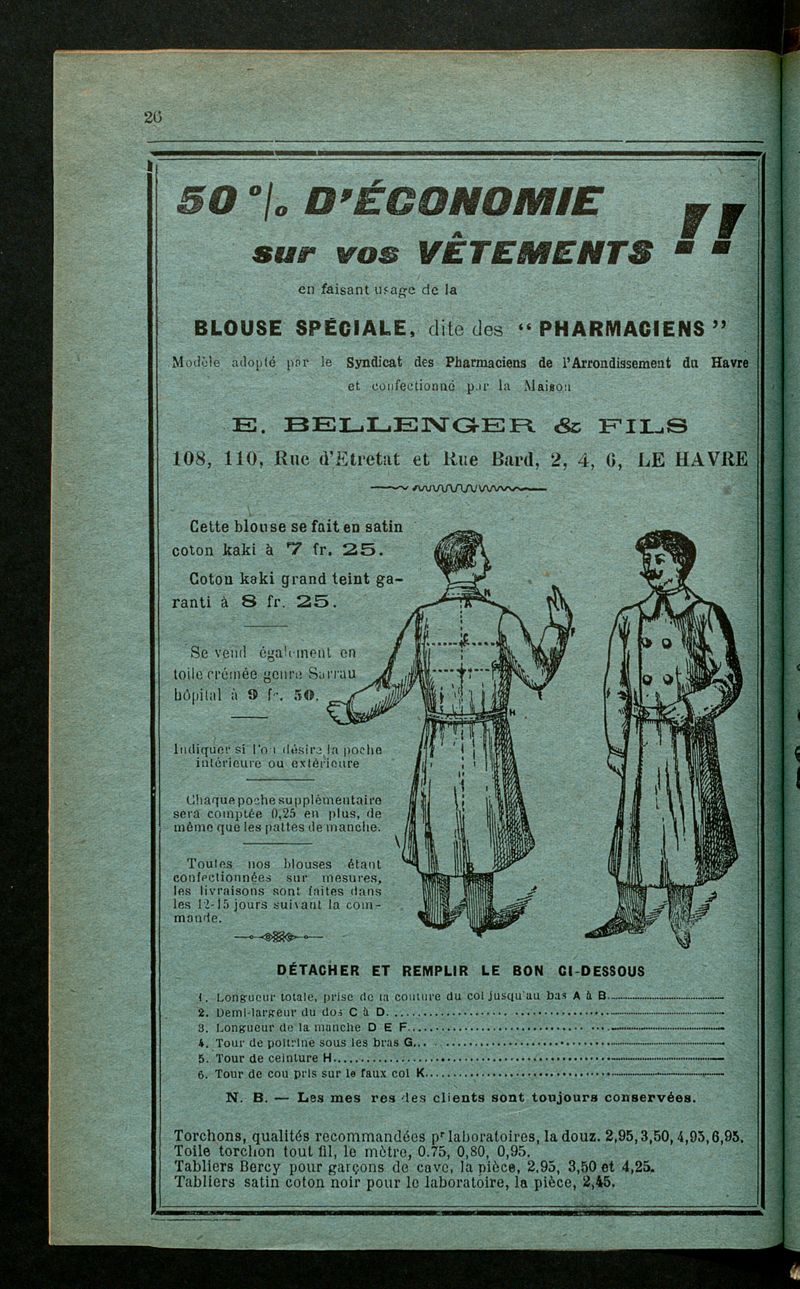 26
50 % D'ÉCONOMIE
sur vos VÊTEMENTS !!
en faisant usage de la
BLOUSE SPÉCIALE, dite des “ PHARMACIENS ”
Modèle adopté par le Syndicat des Pharmaciens de l'Arrondissement du Havre
et confectionné par la Maison
E. BELLENGER & FILS
108, 110, Rue d'Etretat et Rue Bard, 2, 4, 6, LE HAVRE
Cette blouse se fait en satin
coton kaki à 7 fr. 25.
Coton kaki grand teint ga-
ranti à 8 fr. 25.
Se vend également en
toile crémée genre Sarrau
hôpital à 9 fr. 50.
Indiquer si l'on désire la poche
intérieure ou extérieure
Chaque poche supplémentaire
sera comptée 0,25 en plus, de
même que les pattes de manche.
Toutes nos blouses étant
confectionnées sur mesures,
les livraisons sont faites dans
les 12-15 jours suivant la com-
mande.
DÉTACHER ET REMPLIR LE BON CI-DESSOUS
1. Longueur totale, prise de la couture du col jusqu'au bas A à B
2. Demi-largeur du dos C à D
3. Longueur de la manche D E F
4. Tour de poitrine sous les bras G
5. Tour de ceinture H
6. Tour de cou pris sur le faux col K
N. B. — Les mes res des clients sont toujours conservées.
Torchons, qualités recommandées pr laboratoires, la douz. 2,95, 3,50, 4,95, 6,95.
Toile torchon tout fil, le mètre, 0.75, 0,80, 0,95.
Tabliers Bercy pour garçons de cave, la pièce, 2.95, 3,50 et 4,25.
Tabliers satin coton noir pour le laboratoire, la pièce, 2,45.